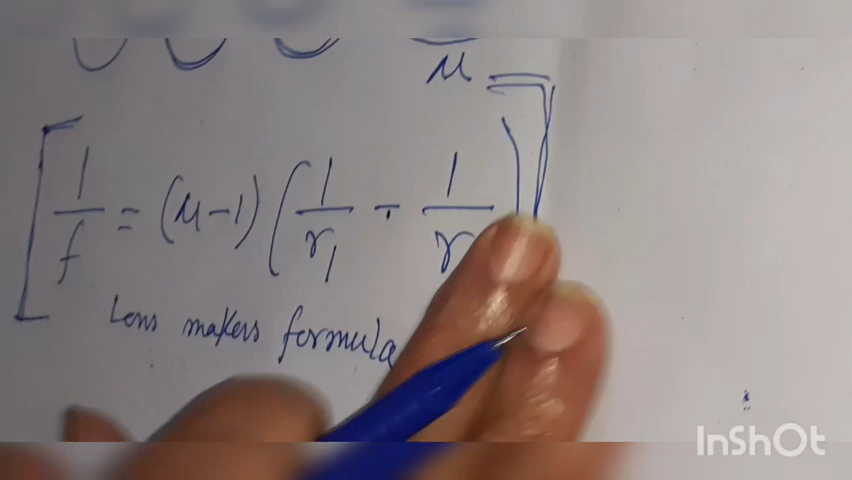 μ
1/f = (μ-1) (1/r₁ - 1/r)
Lens makers formula
InShOt